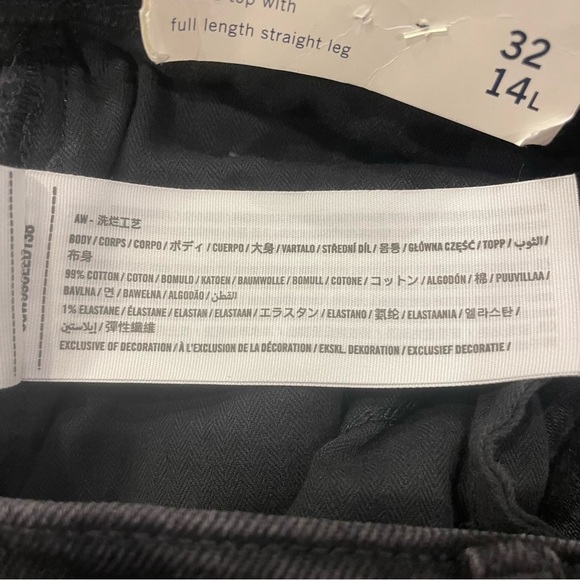 top with
full length straight leg
32
14L
AW - 洗烂工艺
BODY / CORPS / CORPO / ボディ / CUERPO / 大身 / VARTALO / STŘEDNÍ DÍL / 몸통 / GŁÓWNA CZĘŚĆ / TOPP / الثوب /
布身
99% COTTON / COTON / BOMULD / KATOEN / BAUMWOLLE / BOMULL / COTONE / コットン / ALGODÓN / 棉 / PUUVILLAA /
BAVLNA / 면 / BAWEŁNA / ALGODÃO / القطن
1% ELASTANE / ÉLASTANE / ELASTAN / ELASTAAN / エラスタン / ELASTANO / 氨纶 / ELASTAANIA / 엘라스탄 /
إيلاستين / 彈性纖維
EXCLUSIVE OF DECORATION / À L'EXCLUSION DE LA DÉCORATION / EKSKL. DEKORATION / EXCLUSIEF DECORATIE /